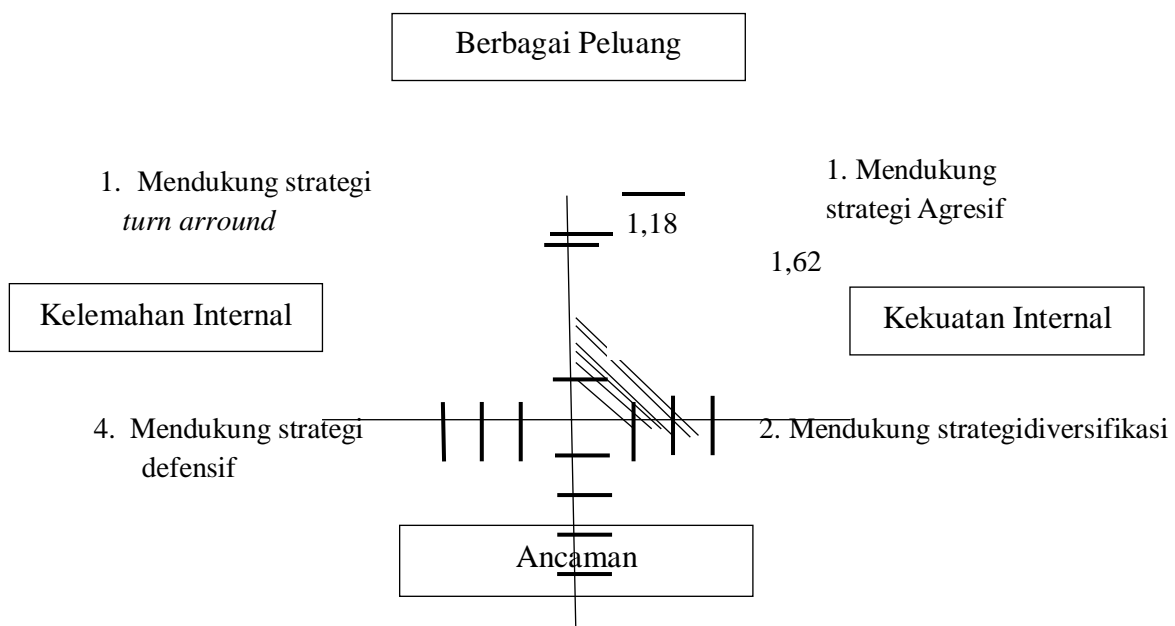 Berbagai Peluang
1. Mendukung strategi
turn arround
1. Mendukung
strategi Agresif
1,18
1,62
Kelemahan Internal
Kekuatan Internal
4. Mendukung strategi
defensif
2. Mendukung strategidiversifikasi
Ancaman